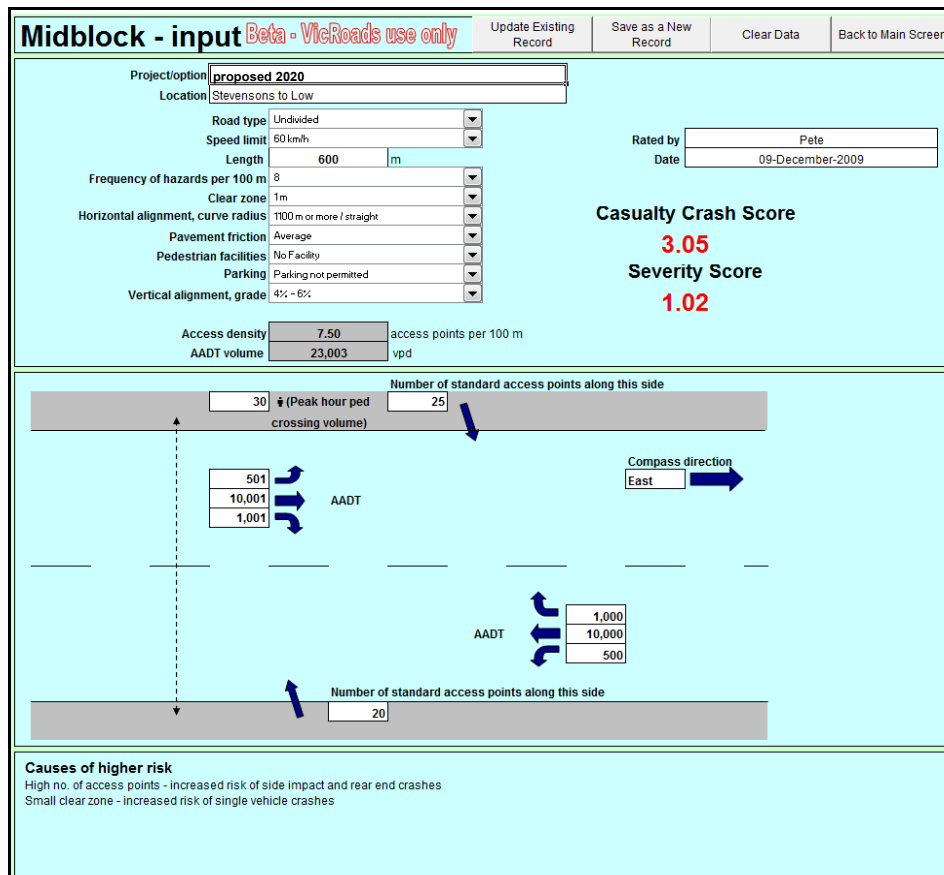 Midblock - input Beta - VicRoads use only
Update Existing Record
Save as a New Record
Clear Data
Back to Main Screen
Project/option proposed 2020
Location Stevensons to Low
Road type Undivided
Speed limit 60 km/h
Length 600 m
Frequency of hazards per 100 m 8
Clear zone 1m
Horizontal alignment, curve radius 1100 m or more / straight
Pavement friction Average
Pedestrian facilities No Facility
Parking Parking not permitted
Vertical alignment, grade 4% - 6%
Rated by Pete
Date 09-December-2009
Casualty Crash Score
3.05
Severity Score
1.02
Access density 7.50 access points per 100 m
AADT volume 23,003 vpd
Number of standard access points along this side
30 (Peak hour ped 25
crossing volume)
Compass direction
East
501
10,001 AADT
1,001
1,000
AADT 10,000
500
Number of standard access points along this side
20
Causes of higher risk
High no. of access points - increased risk of side impact and rear end crashes
Small clear zone - increased risk of single vehicle crashes